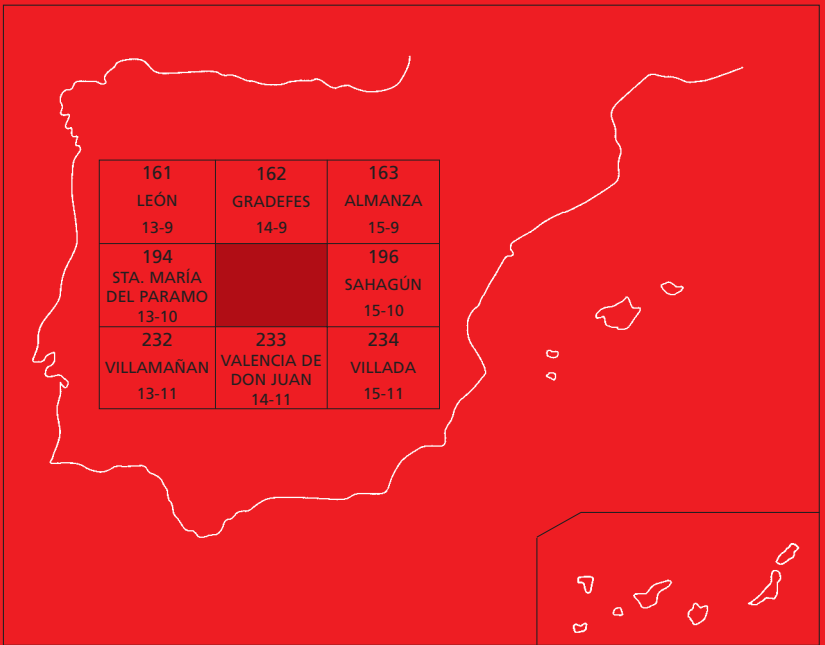 161
LEÓN
13-9
162
GRADEFES
14-9
163
ALMANZA
15-9
194
STA. MARÍA
DEL PARAMO
13-10
196
SAHAGÚN
15-10
232
VILLAMAÑAN
13-11
233
VALENCIA DE
DON JUAN
14-11
234
VILLADA
15-11